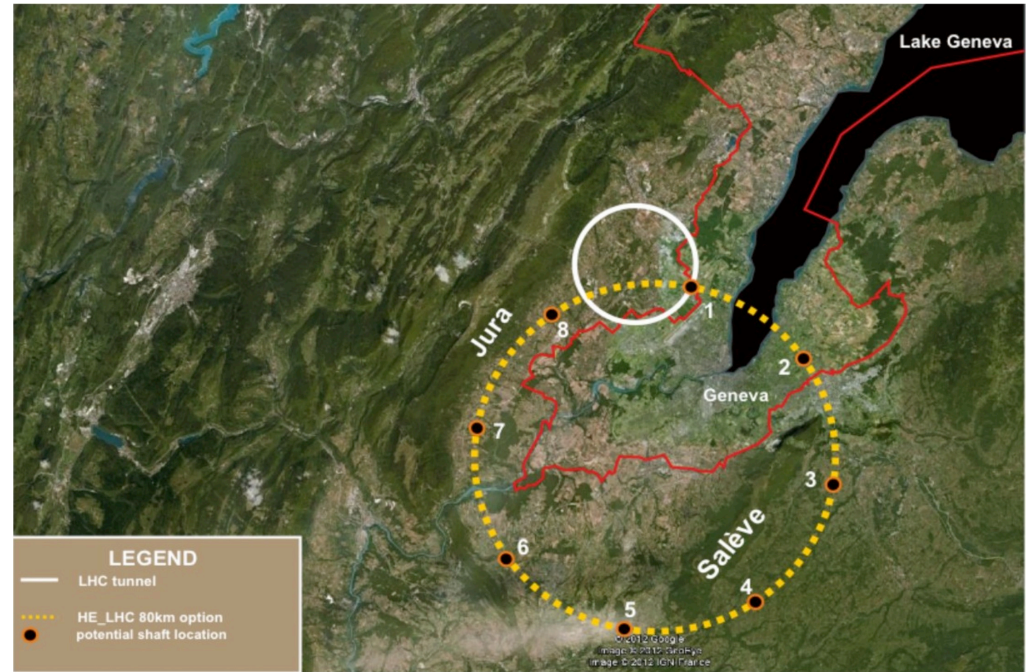 Lake Geneva
1
8
Jura
2
Geneva
7
3
Salève
6
4
5
LEGEND
LHC tunnel
HE_LHC 80km option
potential shaft location
© 2012 Google
Image © 2012 GeoEye
Image © 2012 IGN France